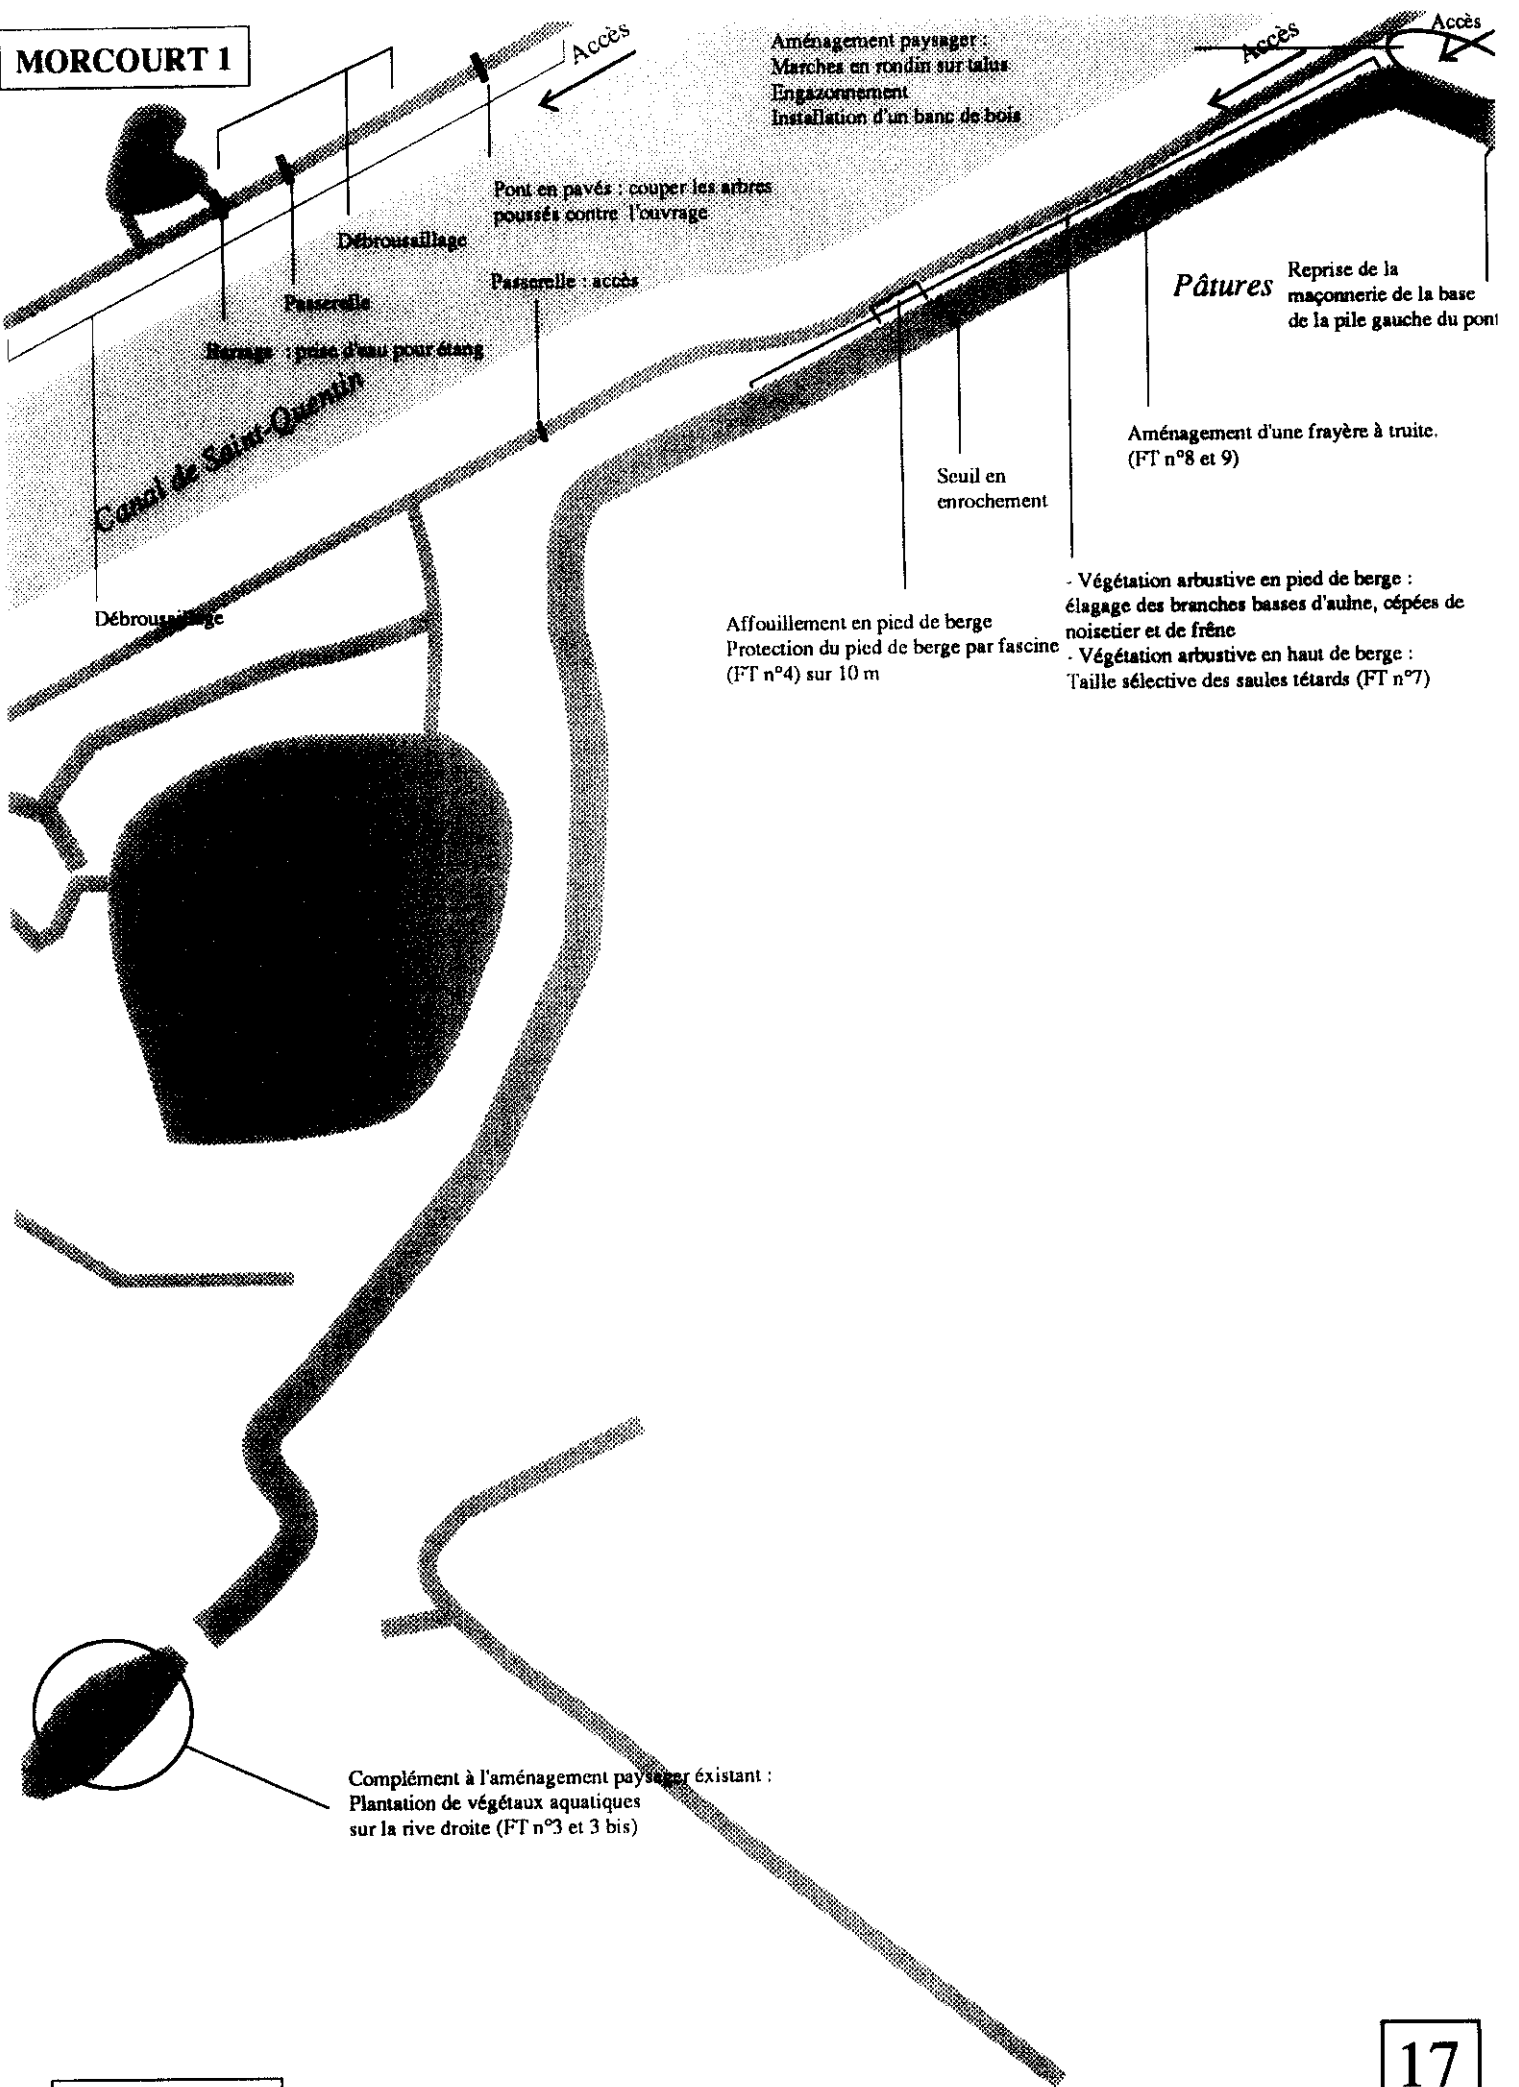 MORCOURT 1
Accès
Aménagement paysager :
Marches en rondin sur talus
Engazonnement
Installation d'un banc de bois
Accès
Accès
Pont en pavés : couper les arbres
poussés contre l'ouvrage
Débroussaillage
Passerelle : accès
Passerelle
Barrage : prise d'eau pour étang
Canal de Saint-Quentin
Pâtures
Reprise de la
maçonnerie de la base
de la pile gauche du pont
Aménagement d'une frayère à truite.
(FT n°8 et 9)
Seuil en
enrochement
Débroussaillage
Affouillement en pied de berge
Protection du pied de berge par fascine
(FT n°4) sur 10 m
- Végétation arbustive en pied de berge :
élagage des branches basses d'aulne, cépées de
noisetier et de frêne
- Végétation arbustive en haut de berge :
Taille sélective des saules tétards (FT n°7)
Complément à l'aménagement paysager éxistant :
Plantation de végétaux aquatiques
sur la rive droite (FT n°3 et 3 bis)
17